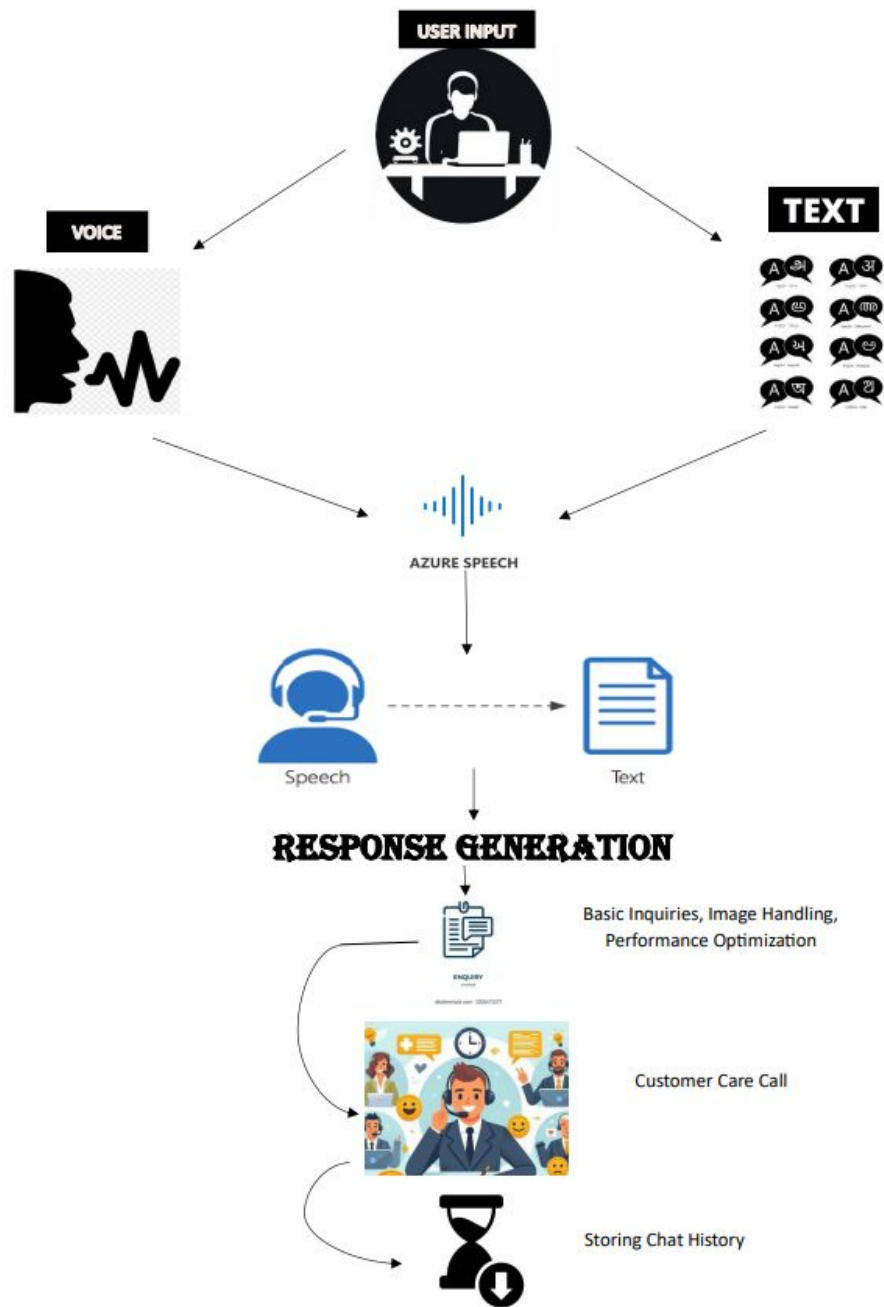 USER INPUT
VOICE
TEXT
A அ
A अ
A അ
A અ
A অ
A ଅ
AZURE SPEECH
Speech
Text
RESPONSE GENERATION
Basic Inquiries, Image Handling,
Performance Optimization
ENQUIRY
Customer Care Call
Storing Chat History